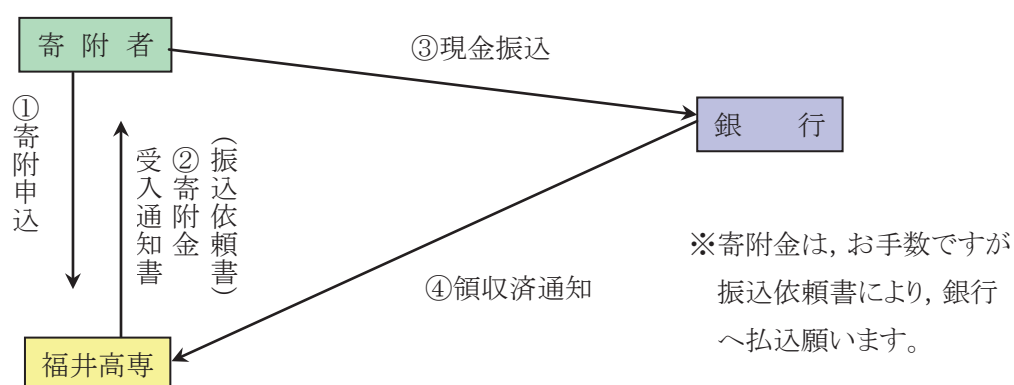 寄 附 者
③現金振込
銀 行
①寄附申込
(振込依頼書)
②寄附金
受入通知書
④領収済通知
※寄附金は，お手数ですが
振込依頼書により，銀行
へ払込願います。
福井高専